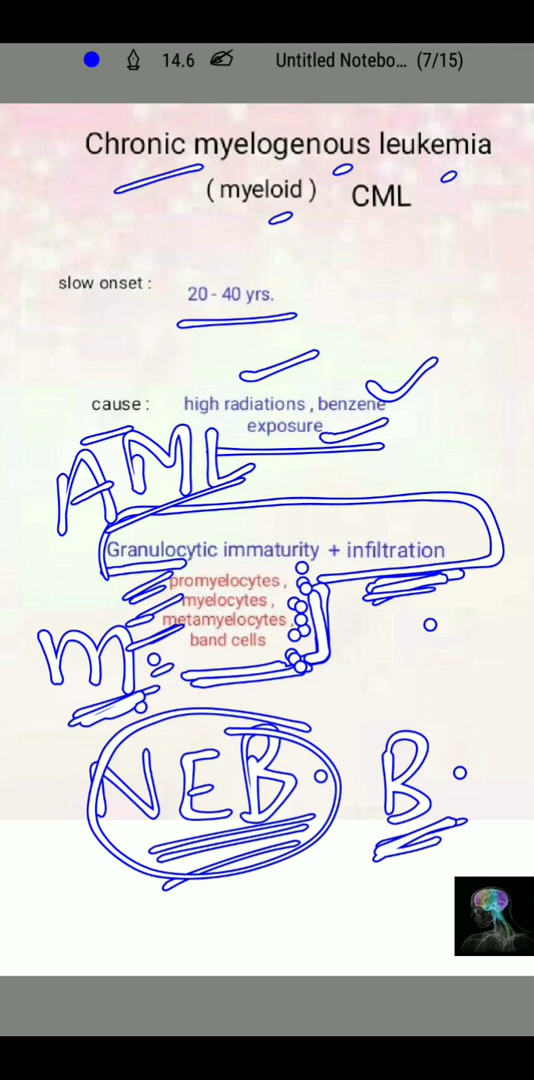 14.6 Untitled Notebo... (7/15)
Chronic myelogenous leukemia
(myeloid) CML
slow onset : 20 - 40 yrs.
cause : high radiations , benzene
exposure
AML
Granulocytic immaturity + infiltration
promyelocytes ,
myelocytes ,
metamyelocytes ,
band cells
m
NEB B